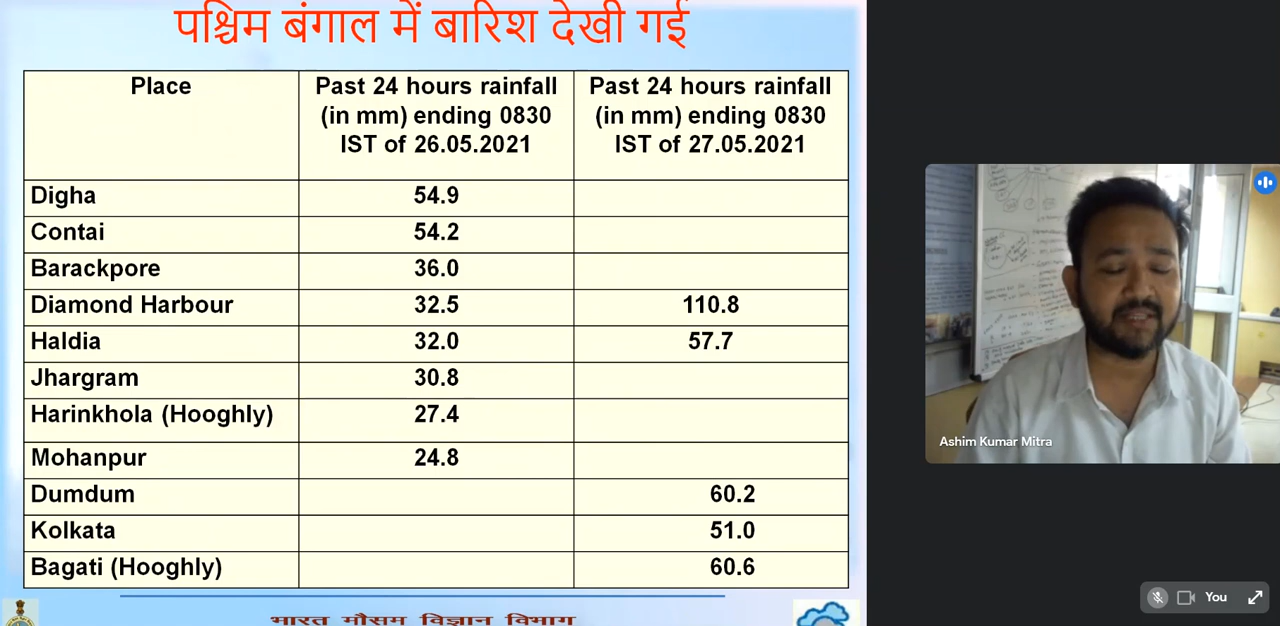 पश्चिम बंगाल में बारिश देखी गई
Place Past 24 hours rainfall (in mm) ending 0830 IST of 26.05.2021 Past 24 hours rainfall (in mm) ending 0830 IST of 27.05.2021
Digha 54.9
Contai 54.2
Barackpore 36.0
Diamond Harbour 32.5 110.8
Haldia 32.0 57.7
Jhargram 30.8
Harinkhola (Hooghly) 27.4
Mohanpur 24.8
Dumdum 60.2
Kolkata 51.0
Bagati (Hooghly) 60.6
भारत मौसम विज्ञान विभाग
Ashim Kumar Mitra
You